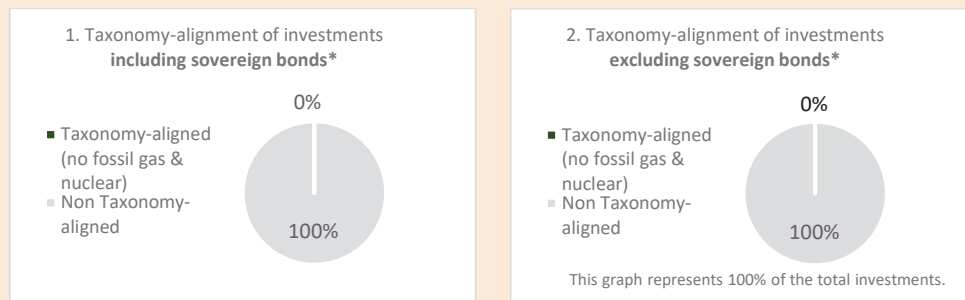 1. Taxonomy-alignment of investments
including sovereign bonds*
0%
Taxonomy-aligned
(no fossil gas &
nuclear)
Non Taxonomy-
aligned
100%
2. Taxonomy-alignment of investments
excluding sovereign bonds*
0%
Taxonomy-aligned
(no fossil gas &
nuclear)
Non Taxonomy-
aligned
100%
This graph represents 100% of the total investments.